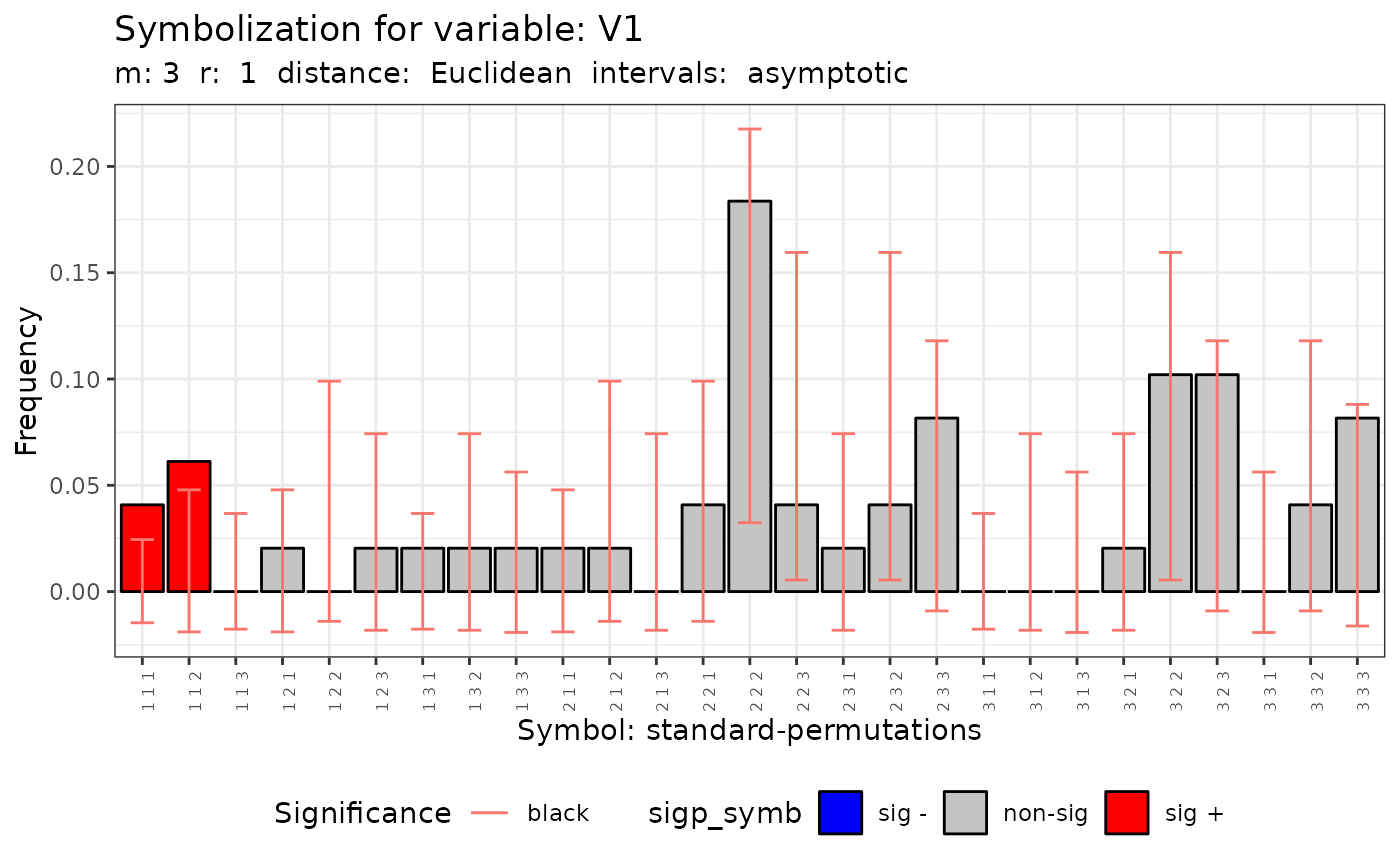 Symbolization for variable: V1
m: 3 r: 1 distance: Euclidean intervals: asymptotic
Frequency
0.20
0.15
0.10
0.05
0.00
1 1 1
1 1 2
1 1 3
1 2 1
1 2 2
1 2 3
1 3 1
1 3 2
1 3 3
2 1 1
2 1 2
2 1 3
2 2 1
2 2 2
2 2 3
2 3 1
2 3 2
2 3 3
3 1 1
3 1 2
3 1 3
3 2 1
3 2 2
3 2 3
3 3 1
3 3 2
3 3 3
Symbol: standard-permutations
Significance black sigp_symb sig - non-sig sig +